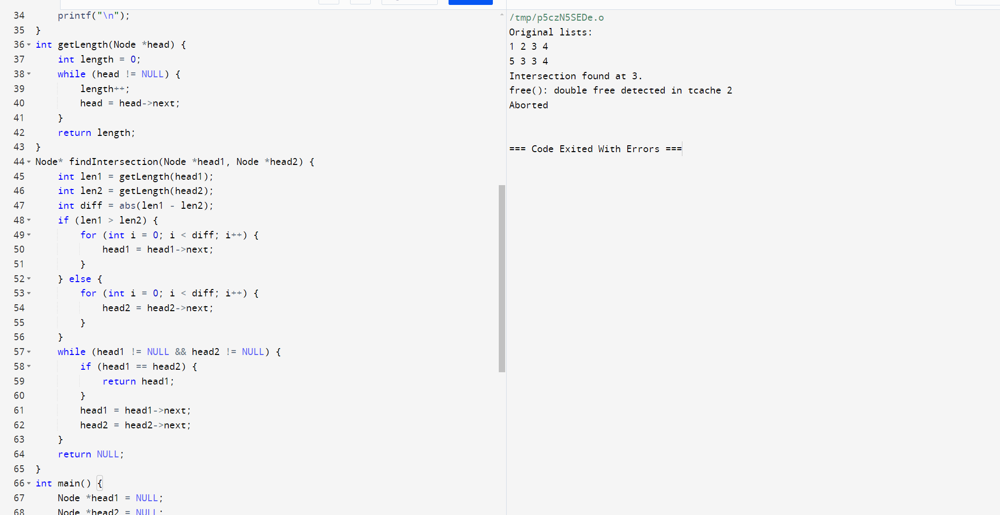 34 printf("\n");
35 }
36 int getLength(Node *head) {
37 int length = 0;
38 while (head != NULL) {
39 length++;
40 head = head->next;
41 }
42 return length;
43 }
44 Node* findIntersection(Node *head1, Node *head2) {
45 int len1 = getLength(head1);
46 int len2 = getLength(head2);
47 int diff = abs(len1 - len2);
48 if (len1 > len2) {
49 for (int i = 0; i < diff; i++) {
50 head1 = head1->next;
51 }
52 } else {
53 for (int i = 0; i < diff; i++) {
54 head2 = head2->next;
55 }
56 }
57 while (head1 != NULL && head2 != NULL) {
58 if (head1 == head2) {
59 return head1;
60 }
61 head1 = head1->next;
62 head2 = head2->next;
63 }
64 return NULL;
65 }
66 int main() {
67 Node *head1 = NULL;
68 Node *head2 = NULL;
/tmp/p5czN5SEDe.o
Original lists:
1 2 3 4
5 3 3 4
Intersection found at 3.
free(): double free detected in tcache 2
Aborted
=== Code Exited With Errors ===